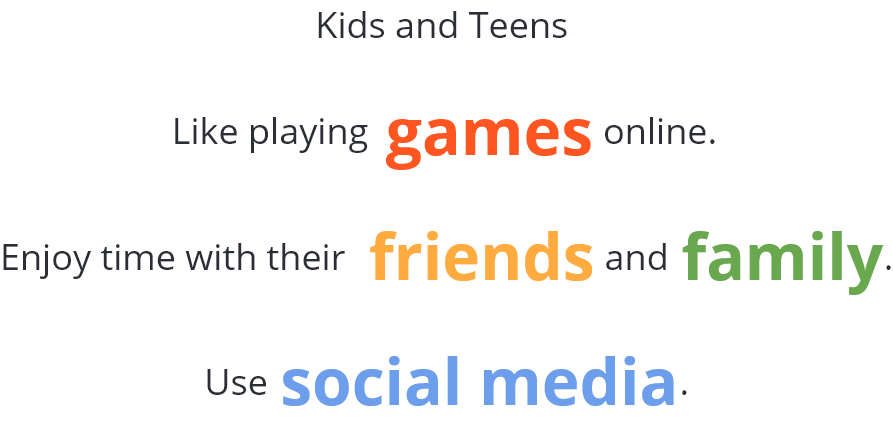 Kids and Teens
Like playing games online.
Enjoy time with their friends and family.
Use social media.